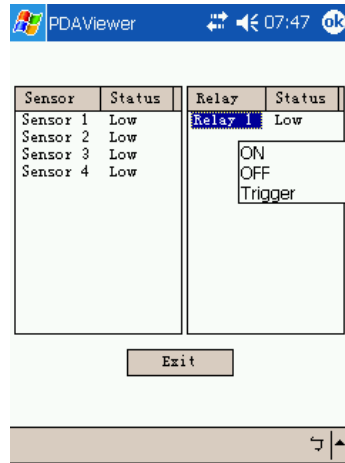 PDAViewer 07:47 ok
Sensor Status Relay Status
Sensor 1 Low Relay 1 Low
Sensor 2 Low
Sensor 3 Low ON
Sensor 4 Low OFF
Trigger
Exit